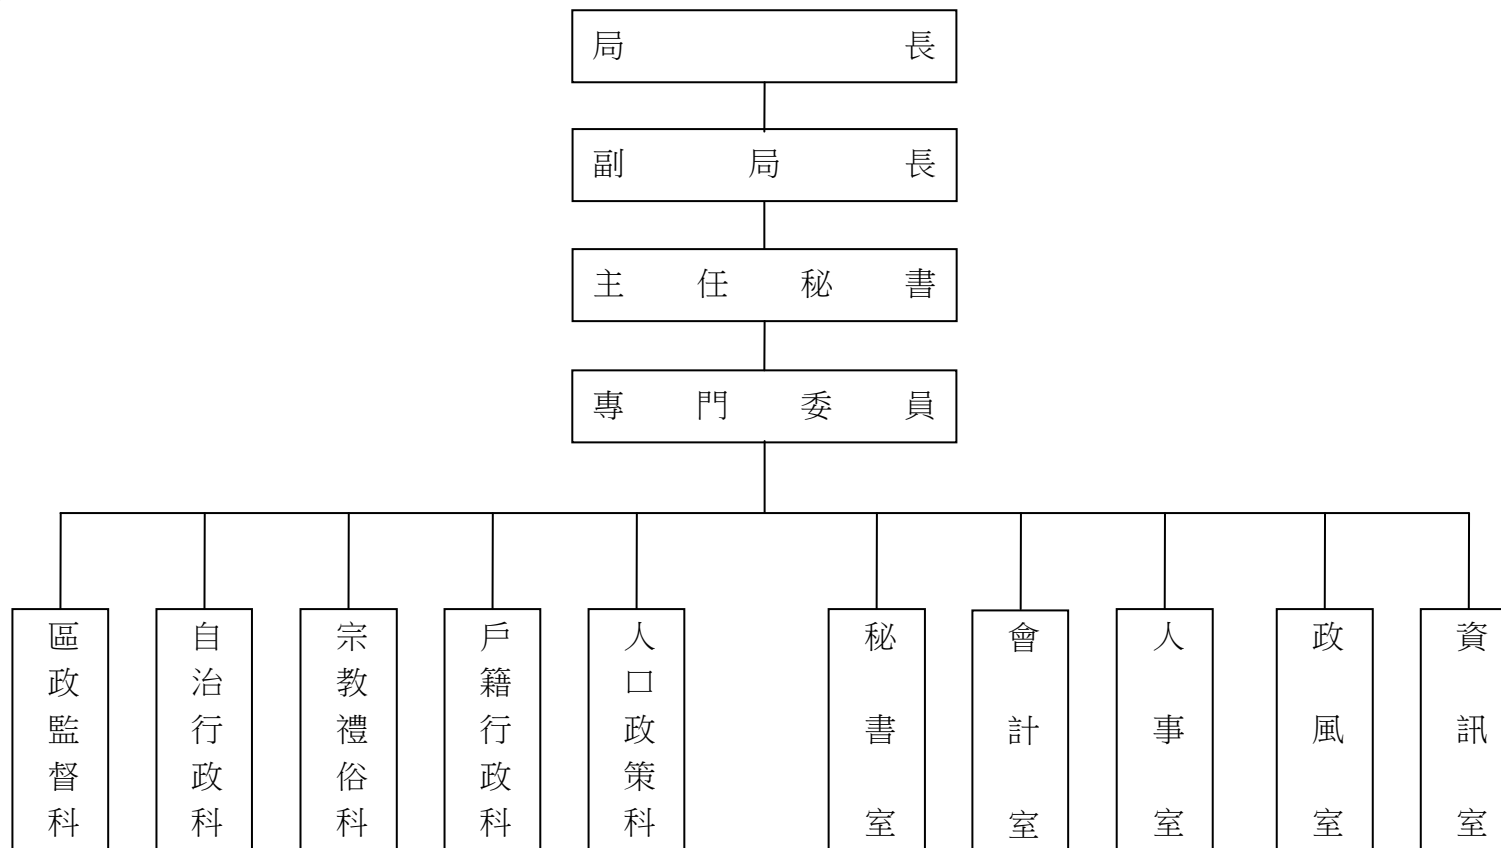 局長
副局長
主任秘書
專門委員
區政監督科
自治行政科
宗教禮俗科
戶籍行政科
人口政策科
秘書室
會計室
人事室
政風室
資訊室